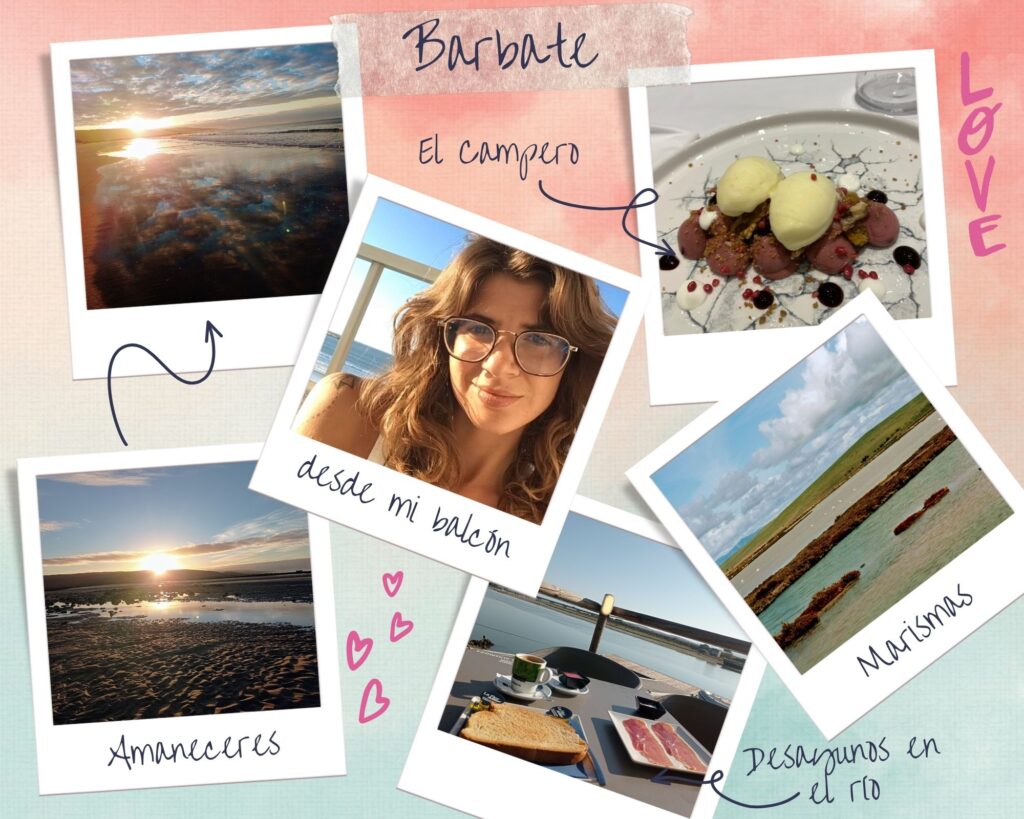 Barbate
El campero
LOVE
desde mi balcón
Marismas
Amaneceres
Desayunos en
el río